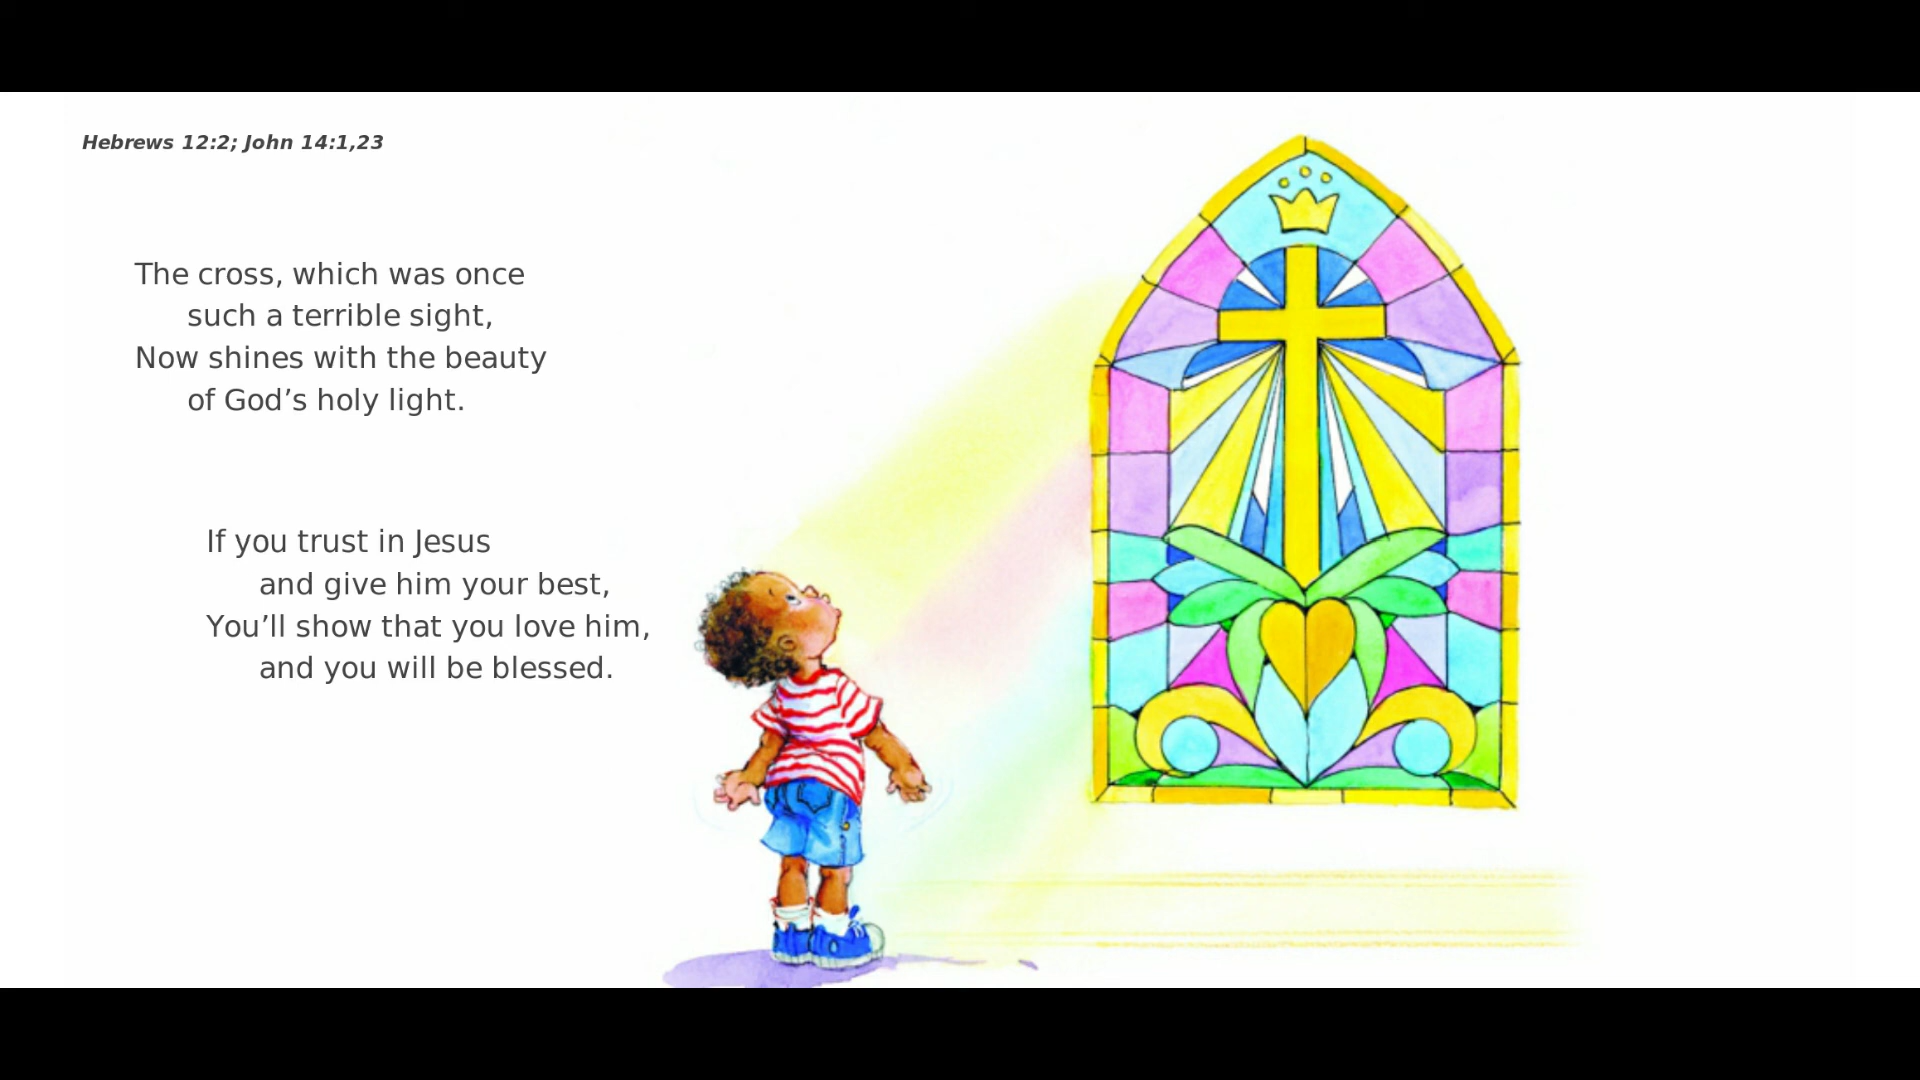 Hebrews 12:2; John 14:1,23
The cross, which was once
such a terrible sight,
Now shines with the beauty
of God’s holy light.
If you trust in Jesus
and give him your best,
You’ll show that you love him,
and you will be blessed.